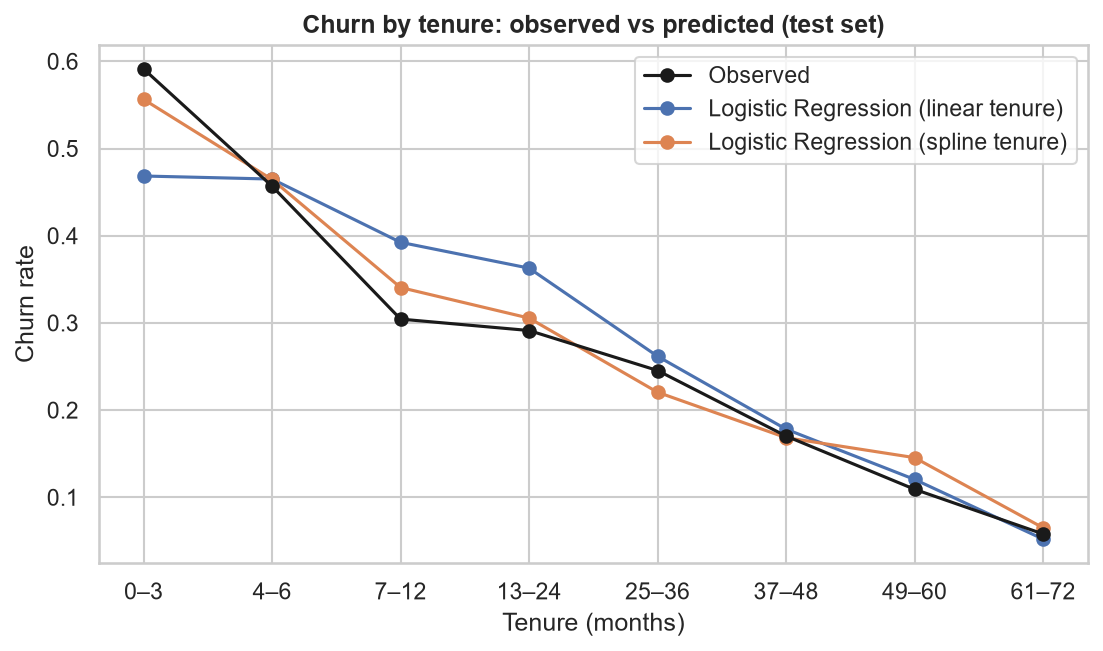 Churn by tenure: observed vs predicted (test set)
Observed
Logistic Regression (linear tenure)
Logistic Regression (spline tenure)
Churn rate
0.6
0.5
0.4
0.3
0.2
0.1
0–3 4–6 7–12 13–24 25–36 37–48 49–60 61–72
Tenure (months)